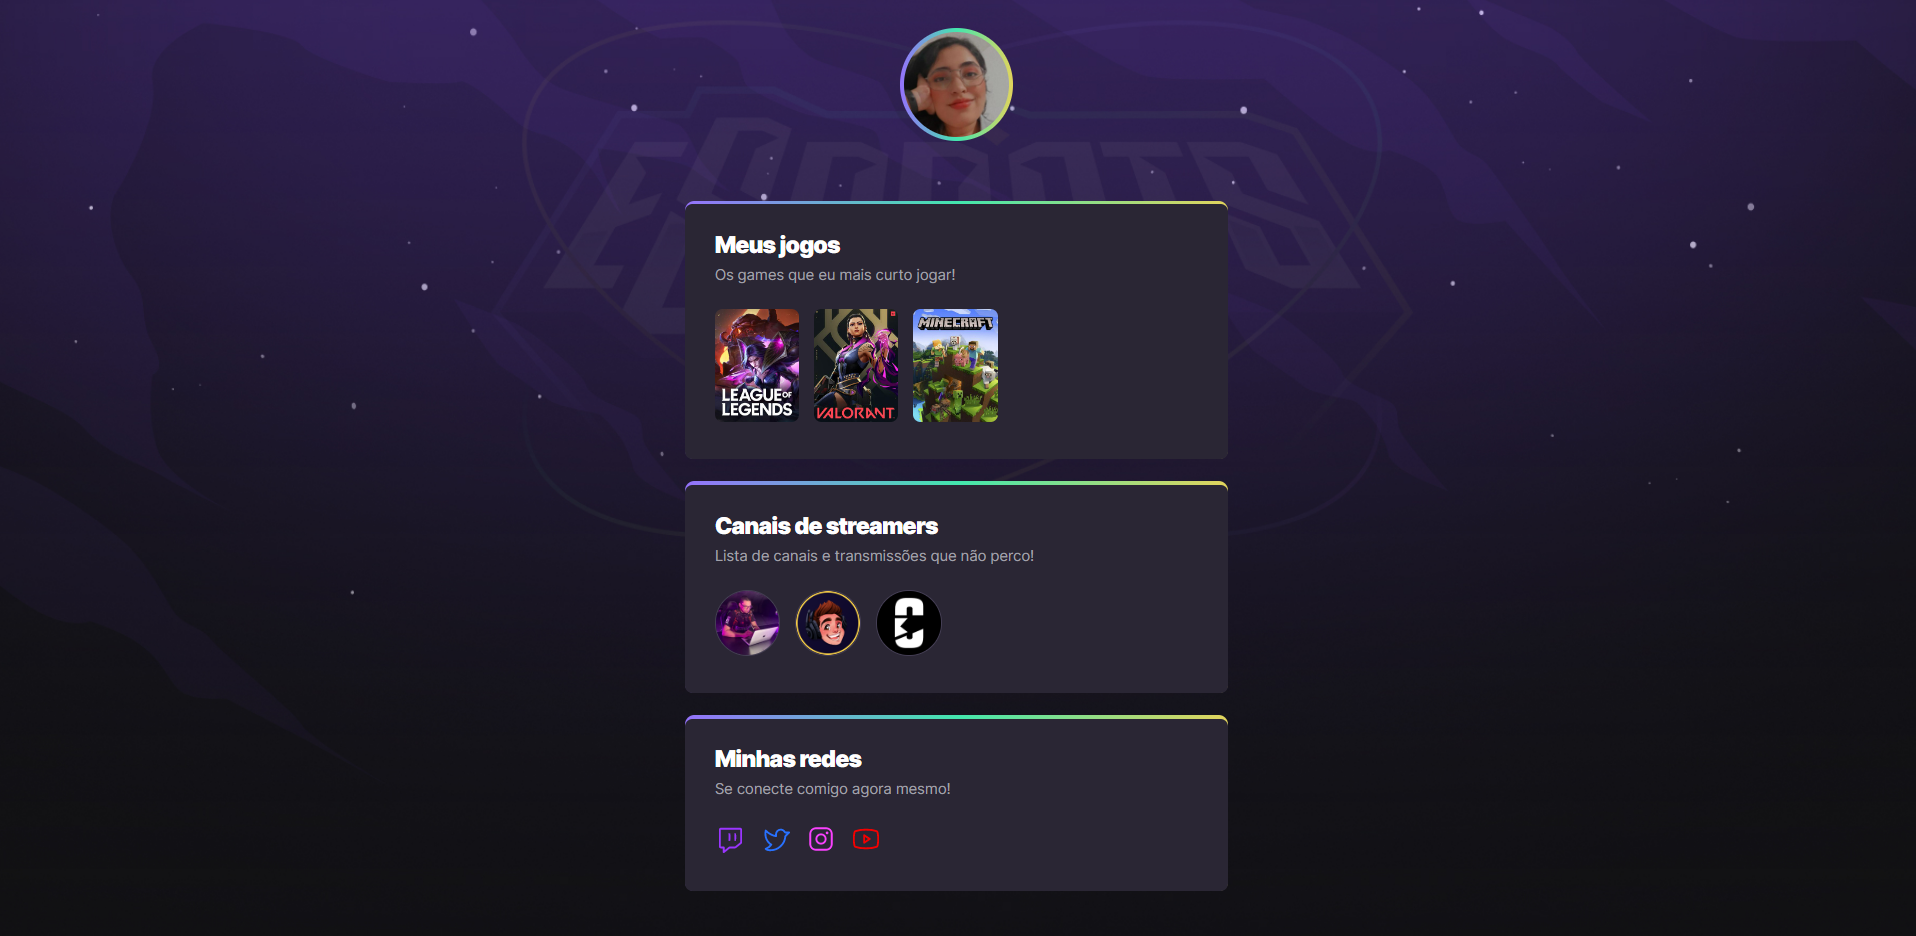 ESPORTS
Meus jogos
Os games que eu mais curto jogar!
LEAGUE OF
LEGENDS
VALORANT
MINECRAFT
Canais de streamers
Lista de canais e transmissões que não perco!
Minhas redes
Se conecte comigo agora mesmo!